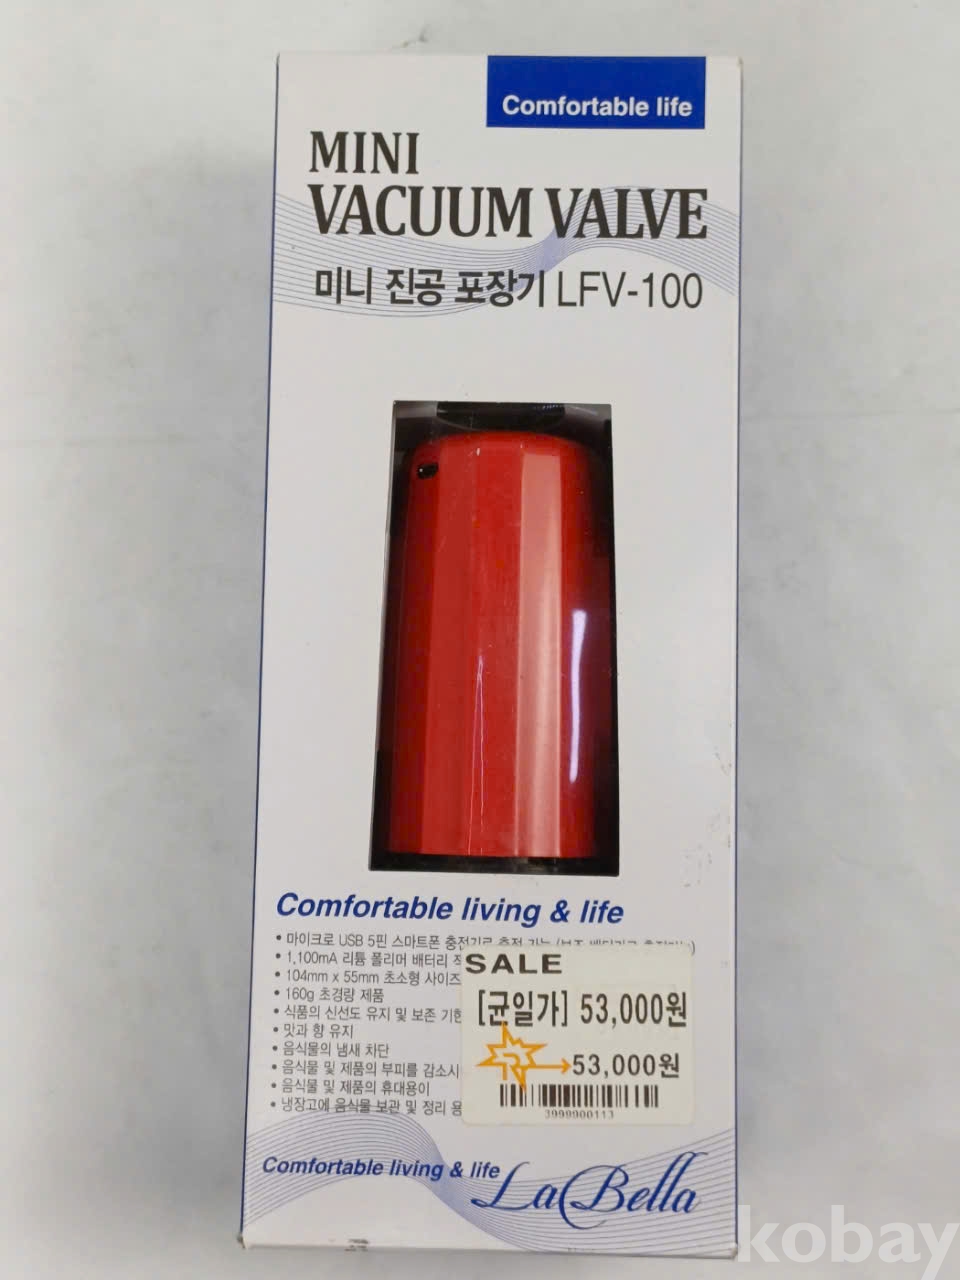 Comfortable life
MINI
VACUUM VALVE
미니 진공 포장기 LFV-100
Comfortable living & life
• 마이크로 USB 5핀 스마트폰 충전기로 충전 가능
• 1,100mA 리튬 폴리머 배터리
• 104mm x 55mm 초소형 사이즈
• 160g 초경량 제품
• 식품의 신선도 유지 및 보존 기한
• 맛과 향 유지
• 음식물의 냄새 차단
• 음식물 및 제품의 부피를 감소시
• 음식물 및 제품의 휴대용이
• 냉장고에 음식물 보관 및 정리 용
SALE
[균일가] 53,000원
53,000원
3999900113
Comfortable living & life
La Bella
kobay